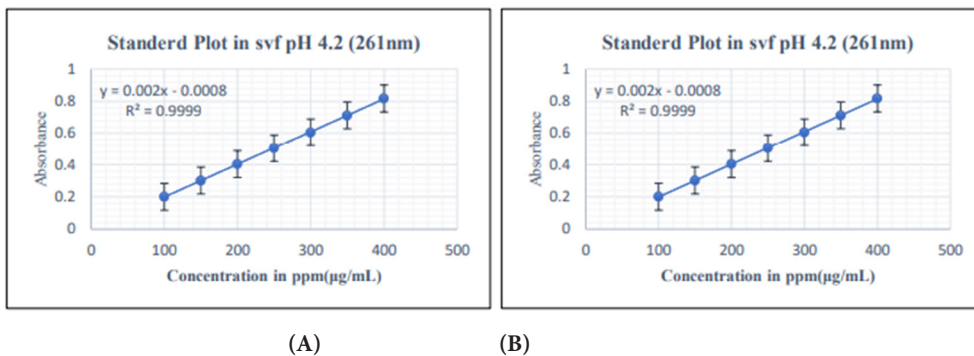 Standerd Plot in svf pH 4.2 (261nm)
1
0.8
0.6
0.4
0.2
0
y = 0.002x - 0.0008
R² = 0.9999
Absorbance
0 100 200 300 400 500
Concentration in ppm(µg/mL)
Standerd Plot in svf pH 4.2 (261nm)
1
0.8
0.6
0.4
0.2
0
y = 0.002x - 0.0008
R² = 0.9999
Absorbance
0 100 200 300 400 500
Concentration in ppm(µg/mL)
(A) (B)